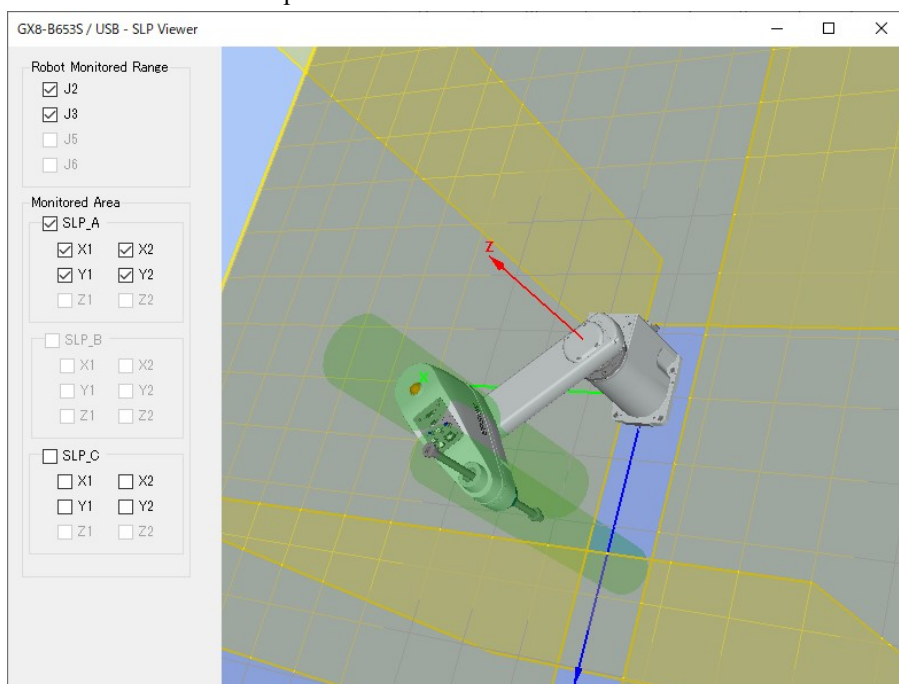 GX8-B653S / USB - SLP Viewer
Robot Monitored Range
J2
J3
J5
J6
Monitored Area
SLP_A
X1 X2
Y1 Y2
Z1 Z2
SLP_B
X1 X2
Y1 Y2
Z1 Z2
SLP_C
X1 X2
Y1 Y2
Z1 Z2
Z
X